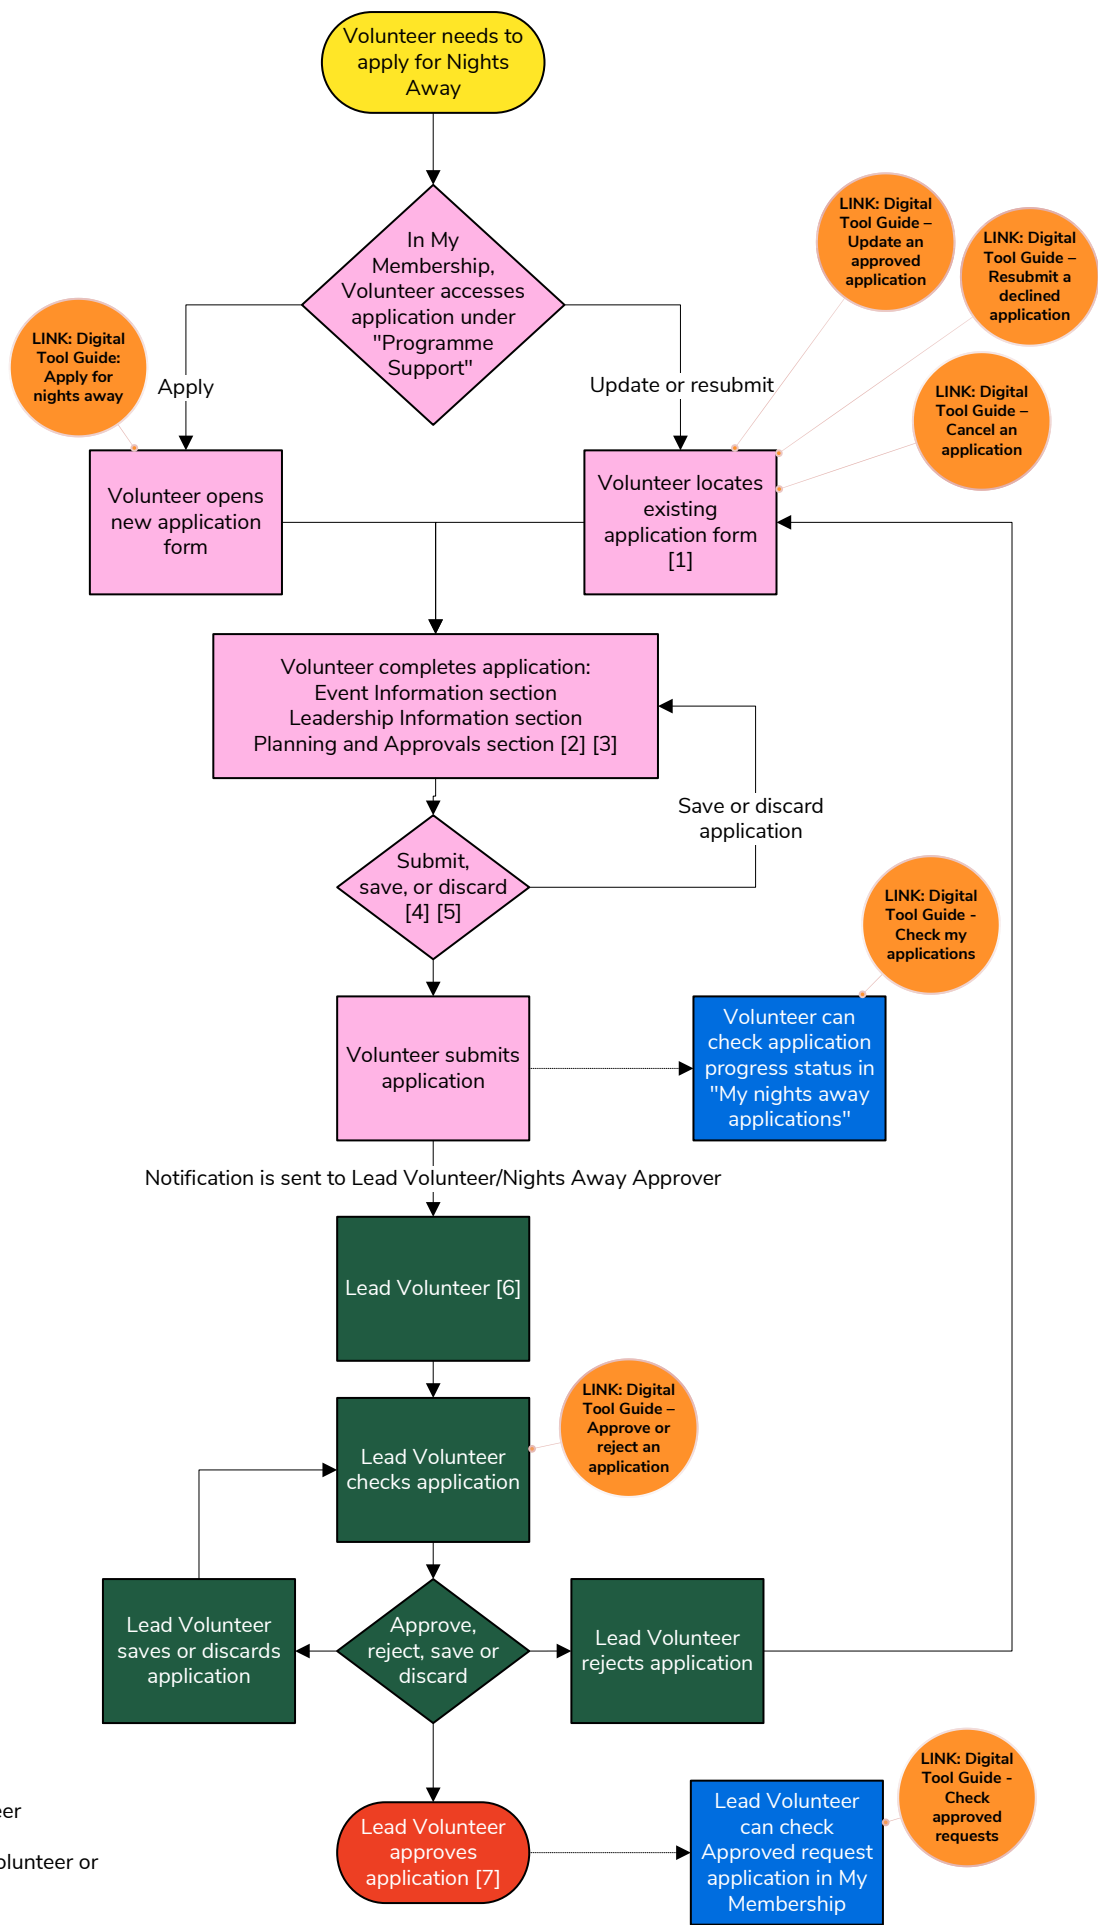 Volunteer needs to
apply for Nights
Away
In My
Membership,
Volunteer accesses
application under
"Programme
Support"
LINK: Digital
Tool Guide –
Update an
approved
application
LINK: Digital
Tool Guide –
Resubmit a
declined
application
LINK: Digital
Tool Guide:
Apply for
nights away
Apply
Update or resubmit
LINK: Digital
Tool Guide –
Cancel an
application
Volunteer opens
new application
form
Volunteer locates
existing
application form
[1]
Volunteer completes application:
Event Information section
Leadership Information section
Planning and Approvals section [2] [3]
Save or discard
application
Submit,
save, or discard
[4] [5]
LINK: Digital
Tool Guide -
Check my
applications
Volunteer submits
application
Volunteer can
check application
progress status in
"My nights away
applications"
Notification is sent to Lead Volunteer/Nights Away Approver
Lead Volunteer [6]
LINK: Digital
Tool Guide –
Approve or
reject an
application
Lead Volunteer
checks application
Lead Volunteer
saves or discards
application
Approve,
reject, save or
discard
Lead Volunteer
rejects application
LINK: Digital
Tool Guide -
Check
approved
requests
Lead Volunteer
approves
application [7]
Lead Volunteer
can check
Approved request
application in My
Membership
or